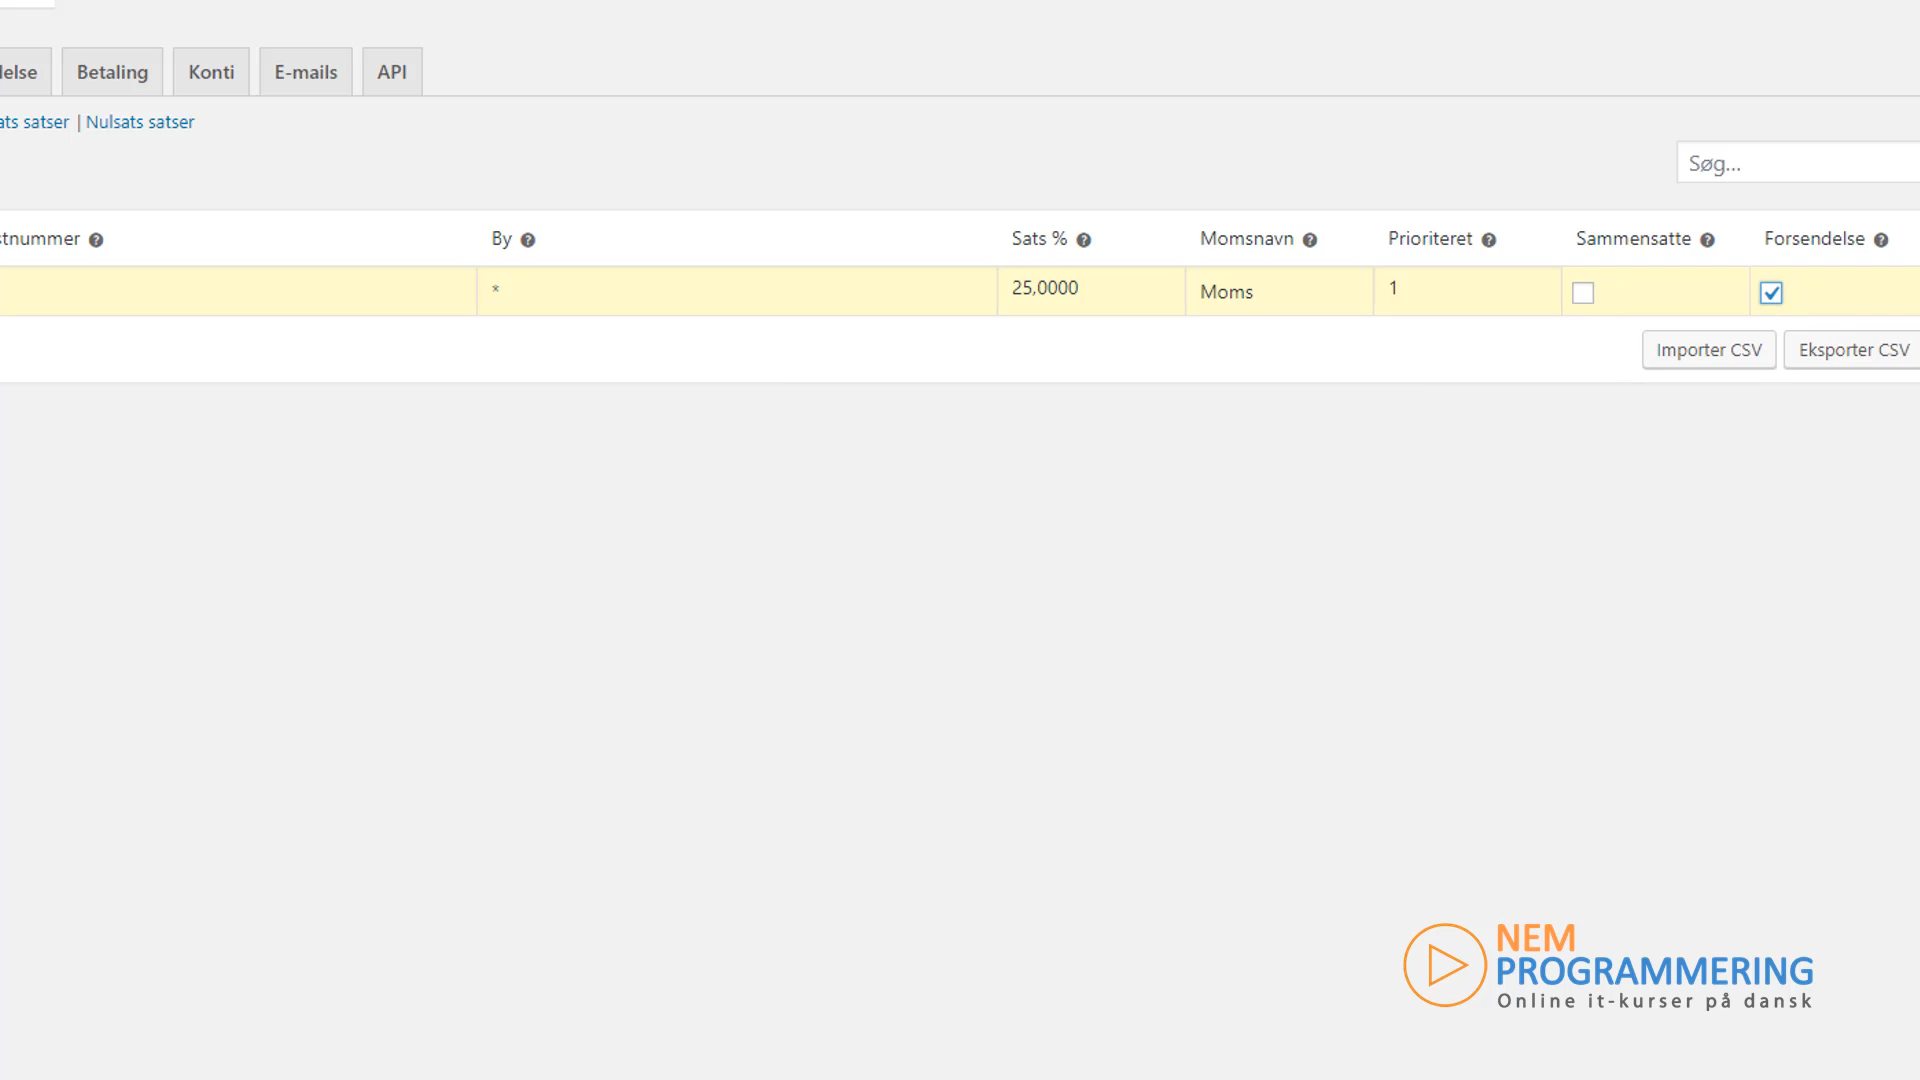 lelse Betaling Konti E-mails API
ats satser | Nulsats satser
Søg...
stnummer By Sats % Momsnavn Prioriteret Sammensatte Forsendelse
* 25,0000 Moms 1
Importer CSV Eksporter CSV
NEM
PROGRAMMERING
Online it-kurser på dansk